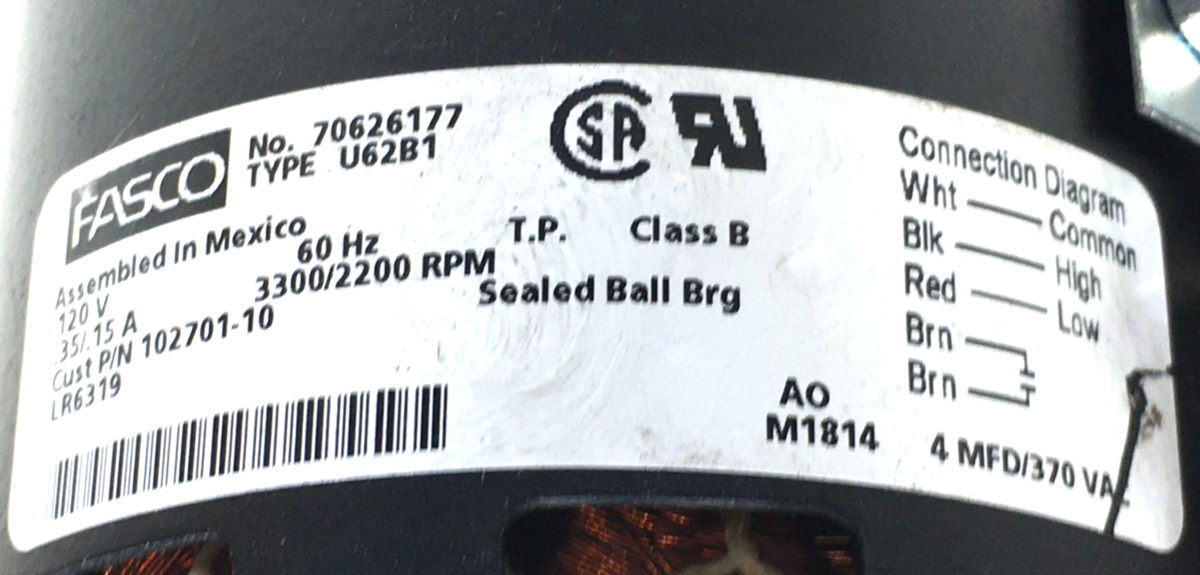 FASCO
No. 70626177
TYPE U62B1
Assembled In Mexico
120 V 60 Hz
.35/.15 A 3300/2200 RPM
Cust P/N 102701-10
LR6319
SA
T.P. Class B
Sealed Ball Brg
AO
M1814
Connection Diagram
Wht Common
Blk High
Red Low
Brn
Brn
4 MFD/370 VAC